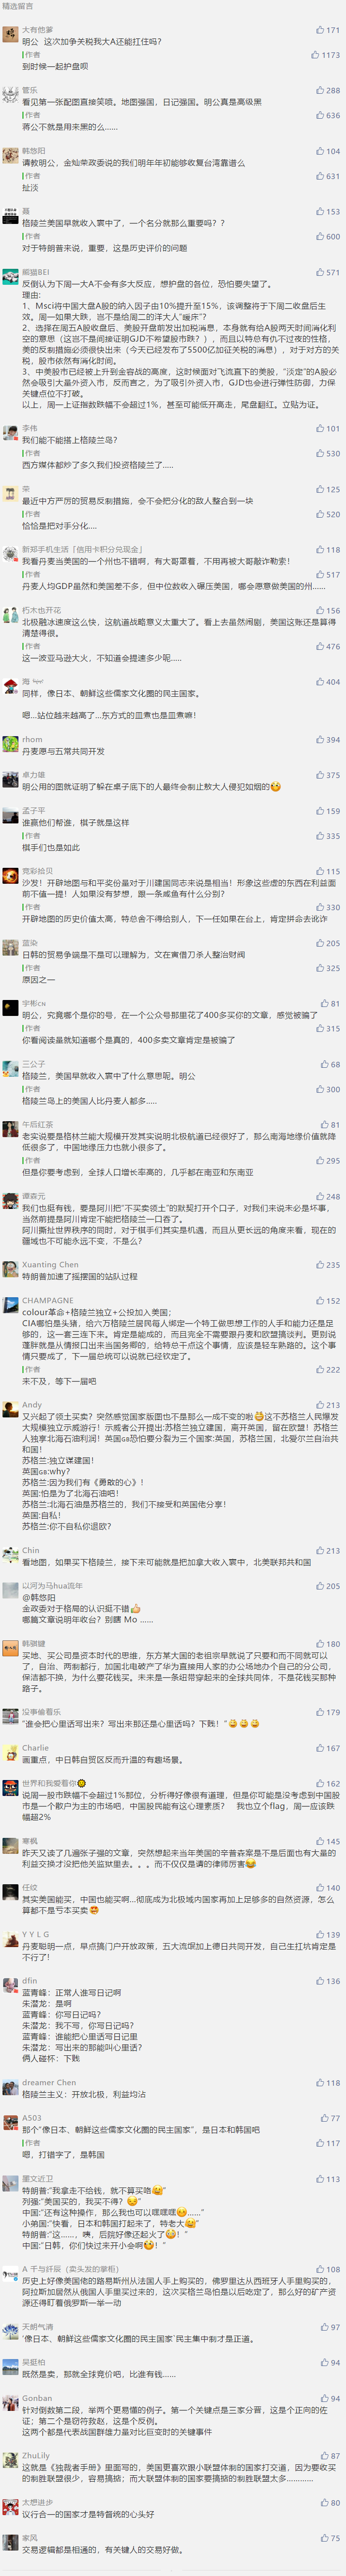 精选留言
大有他爹
171
明公  这次加争关税我大A还能扛住吗？
作者
1173
到时候一起护盘呗
管乐
288
看见第一张配图直接笑喷。地图强国，日记强国。明公真是高级黑
作者
636
蒋公不就是用来黑的么……
韩悠阳
104
请教明公，金灿荣政委说的我们明年年初能够收复台湾靠谱么
作者
631
扯淡
聂
153
格陵兰美国早就收入寰中了，一个名分就那么重要吗？？
作者
600
对于特朗普来说，重要，这是历史评价的问题
熊猫BEI
571
反倒认为下周一大A不会有多大反应，想护盘的各位，恐怕要失望了。
理由:
1、Msci将中国大盘A股的纳入因子由10%提升至15%，该调整将于下周二收盘后生
效。周一如果大跌，岂不是给周二的洋大人“暖床”？
2、选择在周五A股收盘后、美股开盘前发出加税消息，本身就有给A股两天时间消化利
空的意思（这岂不是间接证明GJD不希望股市跌？），而且以特总有仇不过夜的性格，
美的反制措施必须很快出来（今天已经发布了5500亿加征关税的消息），对于对方的关
税，股市依然有消化时间。
3、中美股市已经被上升到金容战的高度，这时候面对飞流直下的美股，“淡定”的A股必
然会吸引大量外资入市，反而言之，为了吸引外资入市，GJD也会进行弹性防御，力保
关键点位不打破。
以上，周一上证指数跌幅不会超过1%，甚至可能低开高走，尾盘翻红。立贴为证。
李伟
101
我们能不能搭上格陵兰岛？
作者
530
西方媒体都炒了多久我们投资格陵兰了.....
荣
125
最近中方严厉的贸易反制措施，会不会把分化的敌人整合到一块
作者
520
恰恰是把对手分化....
新郑手机生活「信用卡积分兑现金」
118
我看丹麦当美国的一个州也不错啊，有大哥罩着，不用再被大哥敲诈勒索！
作者
517
丹麦人均GDP虽然和美国差不多，但中位数收入碾压美国，哪会愿意做美国的州……
朽木也开花
156
北极融冰速度这么快，这航道战略意义太重大了。看上去虽然闹剧，美国这账还是算得
清楚得很。
作者
476
这一波亚马逊大火，不知道会提速多少呢.....
海
404
同样，像日本、朝鲜这些儒家文化圈的民主国家。
嗯...站位越来越高了...东方式的皿煮也是皿煮嘛！
rhom
394
丹麦愿与五常共同开发
卓力雄
375
明公用的图就证明了躲在桌子底下的人最终会制止敖大人侵犯如烟的
孟子平
159
谁赢他们帮谁，棋子就是这样
作者
335
棋手们也是如此
竞彩拾贝
115
沙发！开辟地图与和平奖份量对于川建国同志来说是相当！形象这些虚的东西在利益面
前不值一提！人如果没有梦想，跟一条咸鱼有什么分别？
作者
330
开辟地图的历史价值太高，特总舍不得给别人，下一任如果在台上，肯定拼命去讹诈
蓝染
205
日韩的贸易争端是不是可以理解为，文在寅借刀杀人整治财阀
作者
325
原因之一
宇彬CN
81
明公，究竟哪个是你的号，在一个公众号那里花了400多买你的文章，感觉被骗了
作者
315
你看阅读量就知道哪个是真的，400多卖文章肯定是被骗了
三公子
68
格陵兰，美国早就收入寰中了什么意思呢。明公
作者
300
格陵兰岛上的美国人比丹麦人都多.....
午后红茶
81
老实说要是格林兰能大规模开发其实说明北极航道已经很好了，那么南海地缘价值就降
低很多了，中国地缘压力也就小很多了。
作者
295
但是你要考虑到，全球人口增长率高的，几乎都在南亚和东南亚
谭森元
248
我们也挺有钱，要是阿川把“不买卖领土”的默契打开个口子，对我们来说未必是坏事，
当然前提是阿川肯定不能把格陵兰一口吞了。
阿川撕扯世界秩序的同时，对于棋手们其实是机遇，而且从更长远的角度来看，现在的
疆域也不可能永远不变，不是么？
Xuanting Chen
235
特朗普加速了摇摆国的站队过程
CHAMPAGNE
152
colour革命+格陵兰独立+公投加入美国；
CIA哪怕是头猪，给六万格陵兰居民每人绑定一个特工做思想工作的人手和能力还是足
够的，这一套三连下来。肯定是能成的，而且完全不需要跟丹麦和欧盟搞谈判。更别说
蓬胖就是从情报口出来当国务卿的，给特总干点这个事情，应该是轻车熟路的。这个事
情只要成了，下一届总统可以说就已经钦定了。
作者
222
来不及，等下一届吧
Andy
213
又兴起了领土买卖？突然感觉国家版图也不是那么一成不变的啦这不苏格兰人民爆发
大规模独立示威游行！示威者公开提出:苏格兰独立建国，离开英国，留在欧盟！苏格兰
人独享北海石油利润！英国GB恐怕要分裂为三个国家:英国，苏格兰国，北爱尔兰自治共
和国！
苏格兰:独立谋建国！
英国GB:why？
苏格兰:因为我们有《勇敢的心》！
英国:怕是为了北海石油吧！
苏格兰:北海石油是苏格兰的，我们不接受和英国佬分享！
英国:自私！
苏格兰:你不自私你退欧？
Chin
213
看地图，如果买下格陵兰，接下来可能就是把加拿大收入寰中，北美联邦共和国
以河为马hua流年
205
@韩悠阳
金政委对于格局的认识挺不错
哪篇文章说明年收台？别瞎 Mo ……
韩骐键
180
买地、买公司是资本时代的思维，东方某大国的老祖宗早就说了只要和而不同就可以
了，自治、两制都行，加国北电破产了华为直接用人家的办公场地办个自己的分公司，
保洁都不换，为什么要花钱买。未来是一条纽带穿起来的全球共同体，不是花钱买那种
路子。
没事偷着乐
179
“谁会把心里话写出来？写出来那还是心里话吗？下贱！”
Charlie
167
画重点，中日韩自贸区反而升温的有趣场景。
世界和我爱着你
162
说周一股市跌幅不会超过1%那位，分析得好像很有道理，但是你可能是没考虑到中国股
市是一个散户为主的市场吧，中国股民能有这心理素质？    我也立个flag，周一应该跌
幅超2%
寒枫
145
昨天又读了几遍张子强的文章，突然想起来当年美国的辛普森案是不是后面也有大量的
利益交换才没把他关监狱里去。。。而不仅仅是请的律师厉害
任纹
140
其实美国能买，中国也能买啊...彻底成为北极域内国家再加上足够多的自然资源，怎么
算都不是亏本买卖
Y Y L G
139
丹麦聪明一点，早点搞门户开放政策，五大流氓加上德日共同开发，自己生扛坑肯定是
不行了！
dfin
136
蓝青峰：正常人谁写日记啊
朱潜龙：是啊
蓝青峰：你写日记吗？
朱潜龙：我不写，你写日记吗？
蓝青峰：谁能把心里话写日记里
朱潜龙：写出来的那能叫心里话？
俩人碰杯：下贱
dreamer Chen
118
格陵兰主义：开放北极，利益均沾
A503
77
那个“像日本、朝鲜这些儒家文化圈的民主国家”，是日本和韩国吧
作者
117
嗯，打错字了，是韩国
董文近卫
113
特朗普:“我拿走不给钱，就不算买咯”
列强:“美国买的，我买不得？”
中国:“还有这种操作，那么我也可以嘿嘿嘿……”
小弟国:“快看，日本和韩国打起来了，特老大”
特朗普:“这……，咦，后院好像还起火了！”
中国:“日韩，你们快过来开小会啊！”
A 千与訐辰（卖头发的掌柜）
108
历史上好像美国佬的路易斯州从法国人手上购买的，佛罗里达从西班牙人手里购买的，
阿拉斯加居然从俄国人手里买过来的，这次买格兰岛怕是以后吃定了，那么好的矿产资
源还得盯着俄罗斯一举一动
天朗气清
97
‘像日本、朝鲜这些儒家文化圈的民主国家’民主集中制才是正道。
吴挺柏
94
既然是卖，那就全球竞价吧，比谁有钱……
Gonban
94
针对倒数第二段，举两个更易懂的例子。第一个关键点是三家分晋，这是个正向的佐
证；第二个是窃符救赵，这是个反例。
这两个都是代表战国群雄力量对比巨变时的关键事件
ZhuLily
87
这就是《独裁者手册》里面写的，美国更喜欢跟小联盟体制的国家打交道，因为要收买
的制胜联盟很少，容易搞掂；而大联盟体制的国家要搞掂的制胜联盟太多…………
太想进步
80
议行合一的国家才是特督统的心头好
家风
75
交易逻辑都是相通的，有关键人的交易好做。